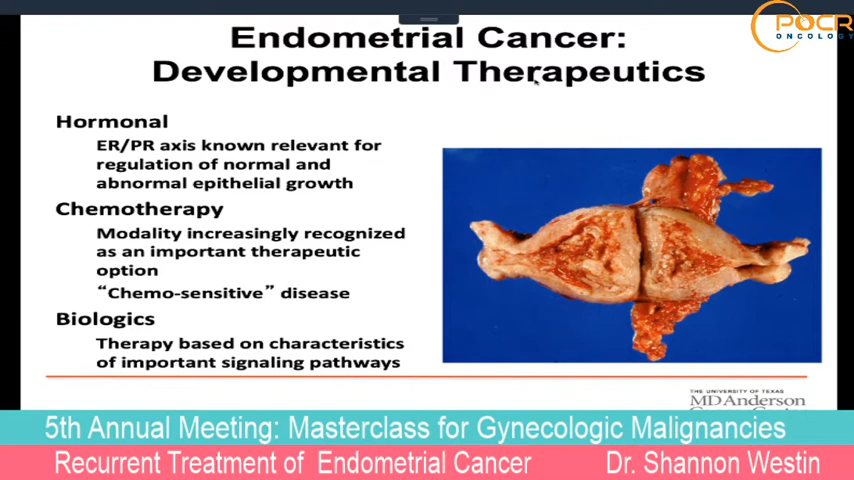 POCR
ONCOLOGY
Endometrial Cancer:
Developmental Therapeutics
Hormonal
ER/PR axis known relevant for
regulation of normal and
abnormal epithelial growth
Chemotherapy
Modality increasingly recognized
as an important therapeutic
option
“Chemo-sensitive” disease
Biologics
Therapy based on characteristics
of important signaling pathways
THE UNIVERSITY OF TEXAS
MD Anderson
5th Annual Meeting: Masterclass for Gynecologic Malignancies
Recurrent Treatment of Endometrial Cancer Dr. Shannon Westin